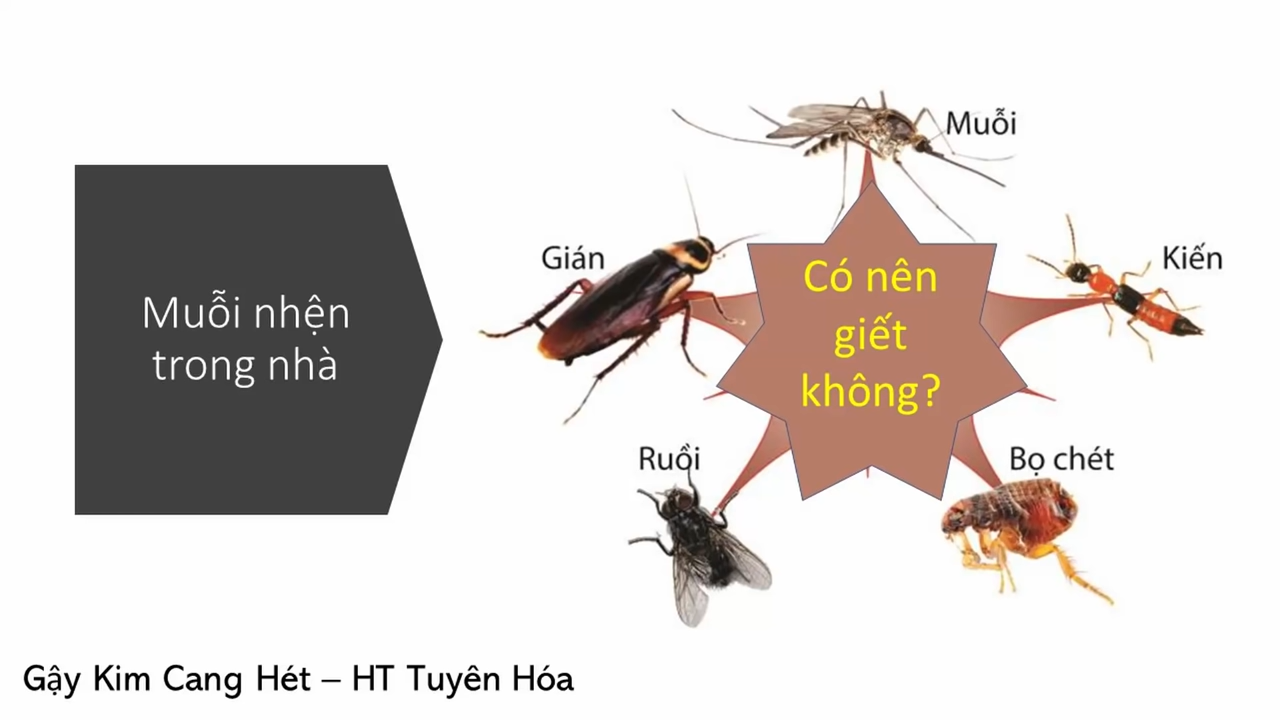 Muỗi nhện
trong nhà
Muỗi
Gián
Kiến
Có nên
giết
không?
Ruồi
Bọ chét
Gậy Kim Cang Hét – HT Tuyên Hóa